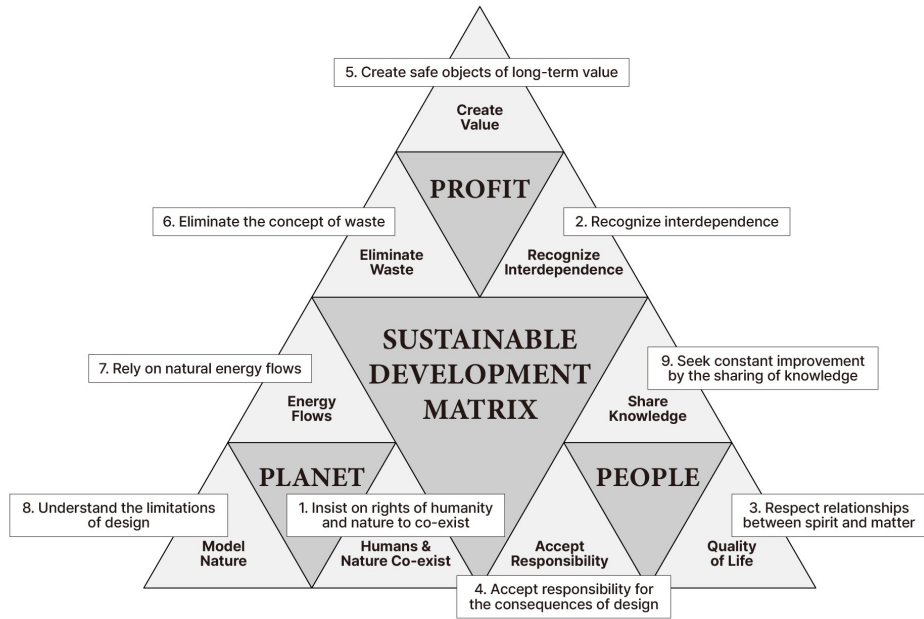 5. Create safe objects of long-term value
Create
Value
PROFIT
6. Eliminate the concept of waste
2. Recognize interdependence
Eliminate
Waste
Recognize
Interdependence
SUSTAINABLE
DEVELOPMENT
MATRIX
7. Rely on natural energy flows
9. Seek constant improvement
by the sharing of knowledge
Energy
Flows
Share
Knowledge
PLANET
PEOPLE
8. Understand the limitations
of design
1. Insist on rights of humanity
and nature to co-exist
3. Respect relationships
between spirit and matter
Model
Nature
Humans &
Nature Co-exist
Accept
Responsibility
Quality
of Life
4. Accept responsibility for
the consequences of design